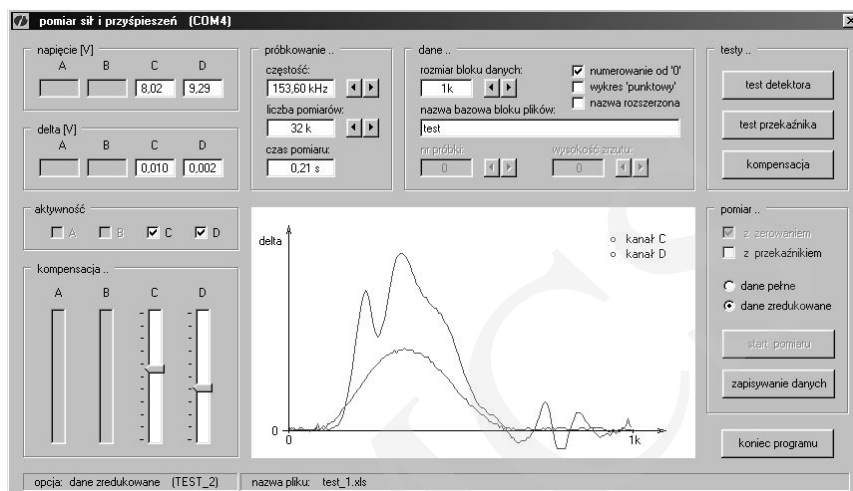 pomiar sił i przyśpieszeń (COM4)
napięcie [V]
A B C D
8,02 9,29
delta [V]
A B C D
0,010 0,002
próbkowanie ..
częstość:
153,60 kHz
liczba pomiarów:
32 k
czas pomiaru:
0,21 s
dane ..
rozmiar bloku danych:
1k
numerowanie od '0'
wykres 'punktowy'
nazwa rozszerzona
nazwa bazowa bloku plików:
test
nr próbki:
0
wysokość zrzutu:
0
testy ..
test detektora
test przekaźnika
kompensacja
aktywność
A B C D
kompensacja ..
A B C D
delta
kanał C
kanał D
0
0 1k
pomiar ..
z zerowaniem
z przekaźnikiem
dane pełne
dane zredukowane
start pomiaru
zapisywanie danych
koniec programu
opcja: dane zredukowane (TEST_2)
nazwa pliku: test_1.xls